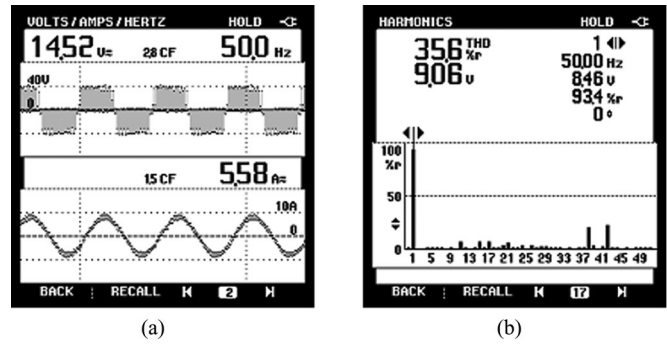 VOLTS/AMPS/HERTZ HOLD
14,52 V≂ 2,8 CF 50,0 Hz
40V
0
1,5 CF 5,58 A≂
10A
0
BACK RECALL 2
(a)
HARMONICS HOLD
35,6 THD %r 1
9,06 V 50,00 Hz
8,46 V
93,4 %r
0 °
100
%r
50
0
1 5 9 13 17 21 25 29 33 37 41 45 49
BACK RECALL 17
(b)